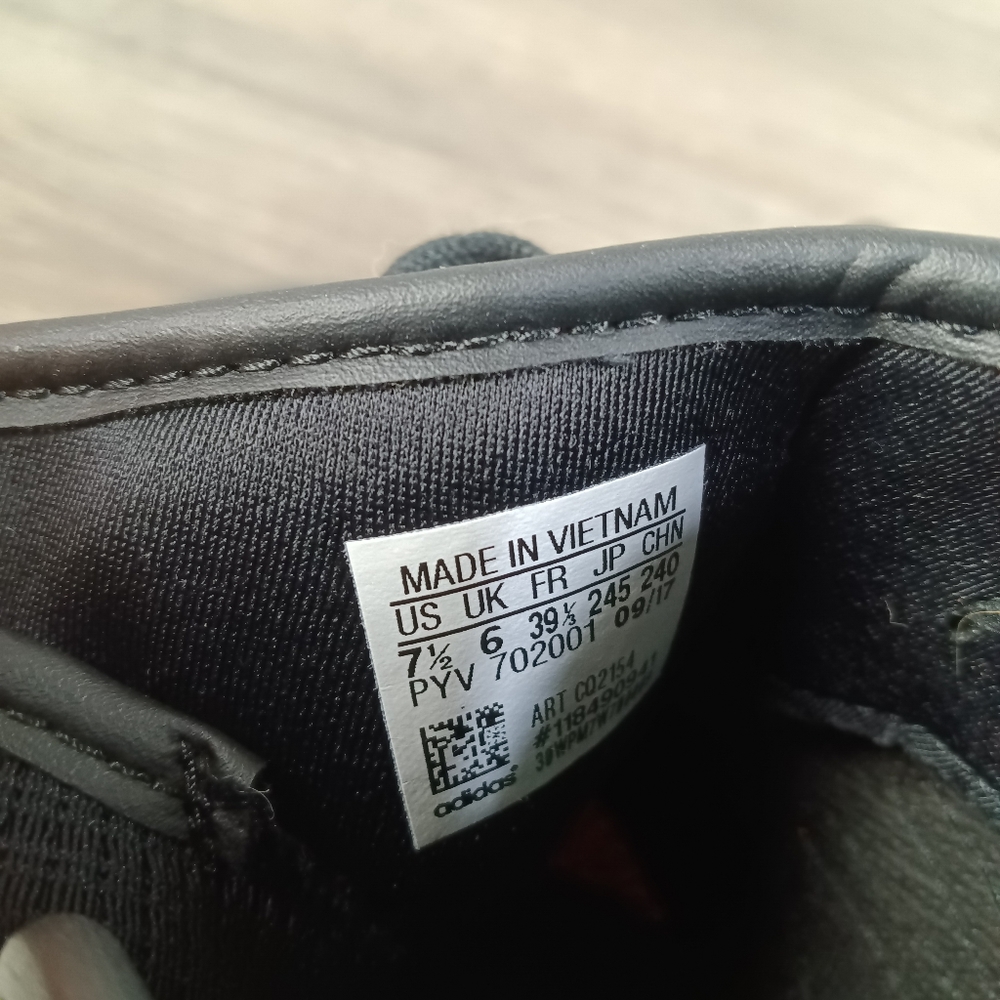 MADE IN VIETNAM
US UK FR JP CHN
7½ 6 39⅓ 245 240
PYV 702001 09/17
ART CQ2154
adidas